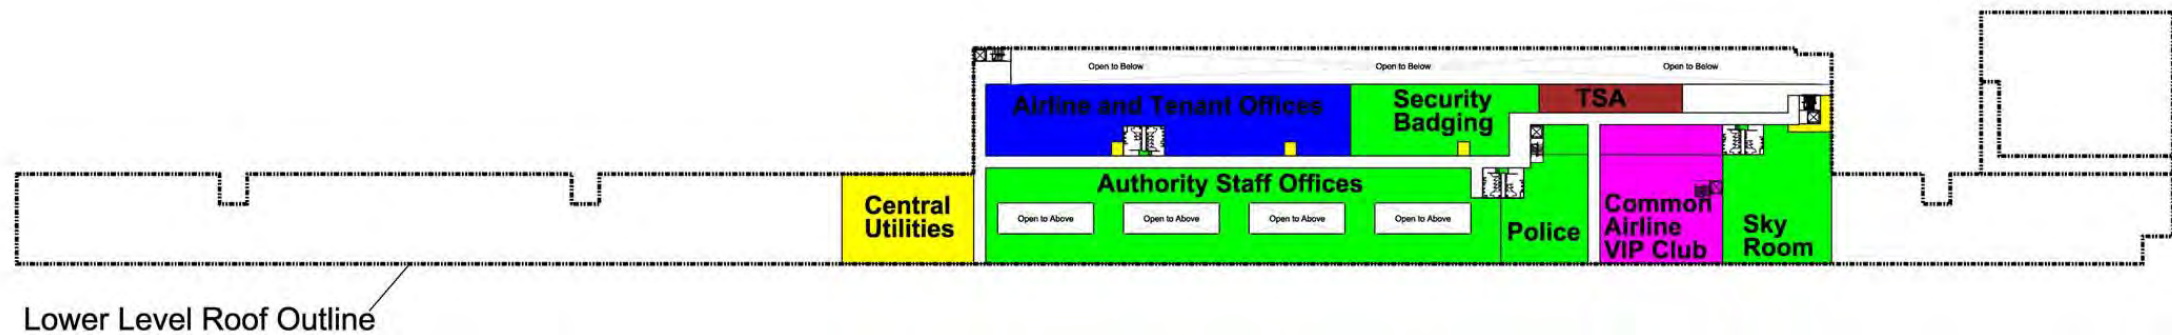 Open to Below
Open to Below
Open to Below
Airline and Tenant Offices
Security
Badging
TSA
Authority Staff Offices
Central
Utilities
Open to Above
Open to Above
Open to Above
Open to Above
Police
Common
Airline
VIP Club
Sky
Room
Lower Level Roof Outline